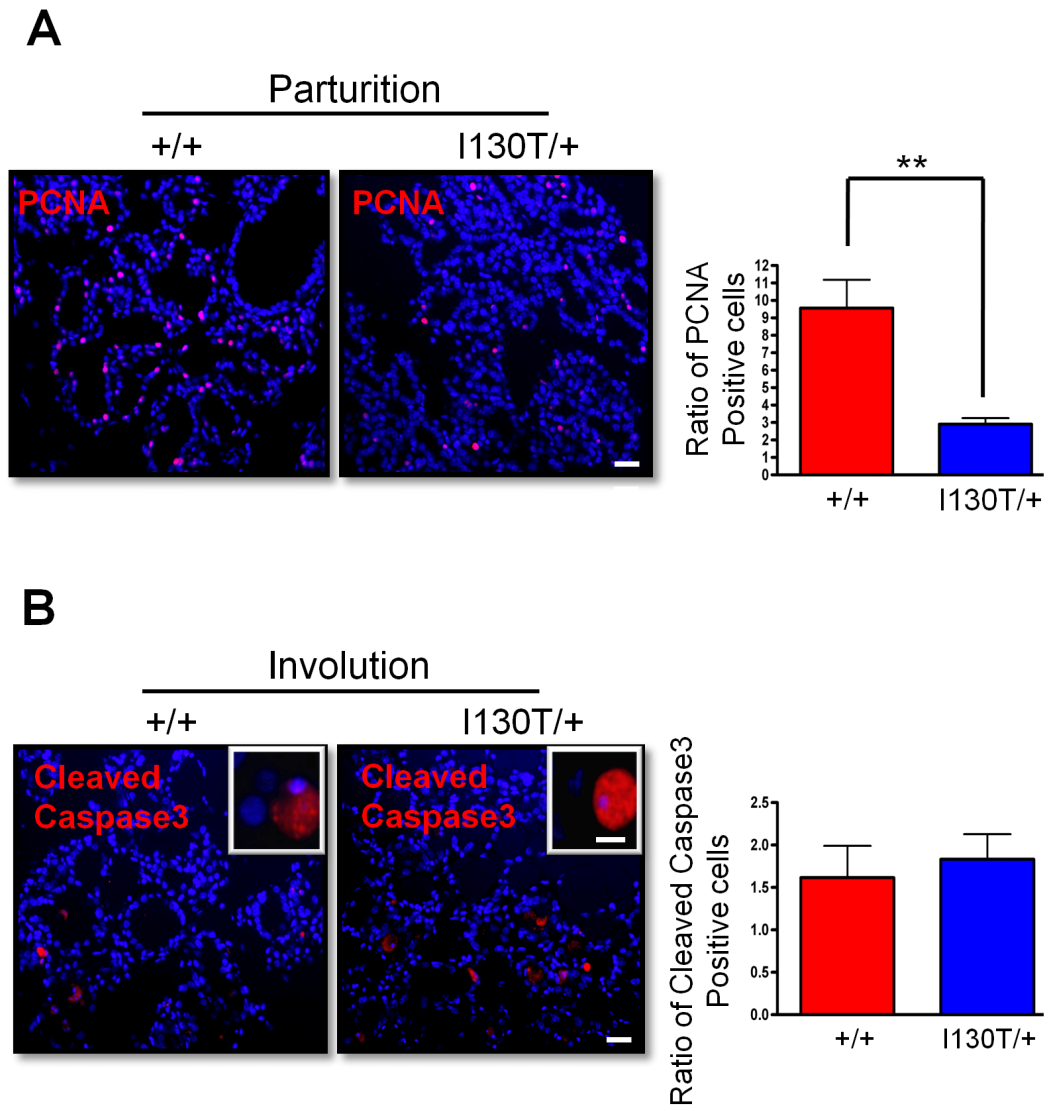 A
Parturition
+/+
I130T/+
PCNA
PCNA
**
Ratio of PCNA
Positive cells
12
11
10
9
8
7
6
5
4
3
2
1
0
+/+
I130T/+
B
Involution
+/+
I130T/+
Cleaved
Caspase3
Cleaved
Caspase3
Ratio of Cleaved Caspase3
Positive cells
2.5
2.0
1.5
1.0
0.5
0.0
+/+
I130T/+